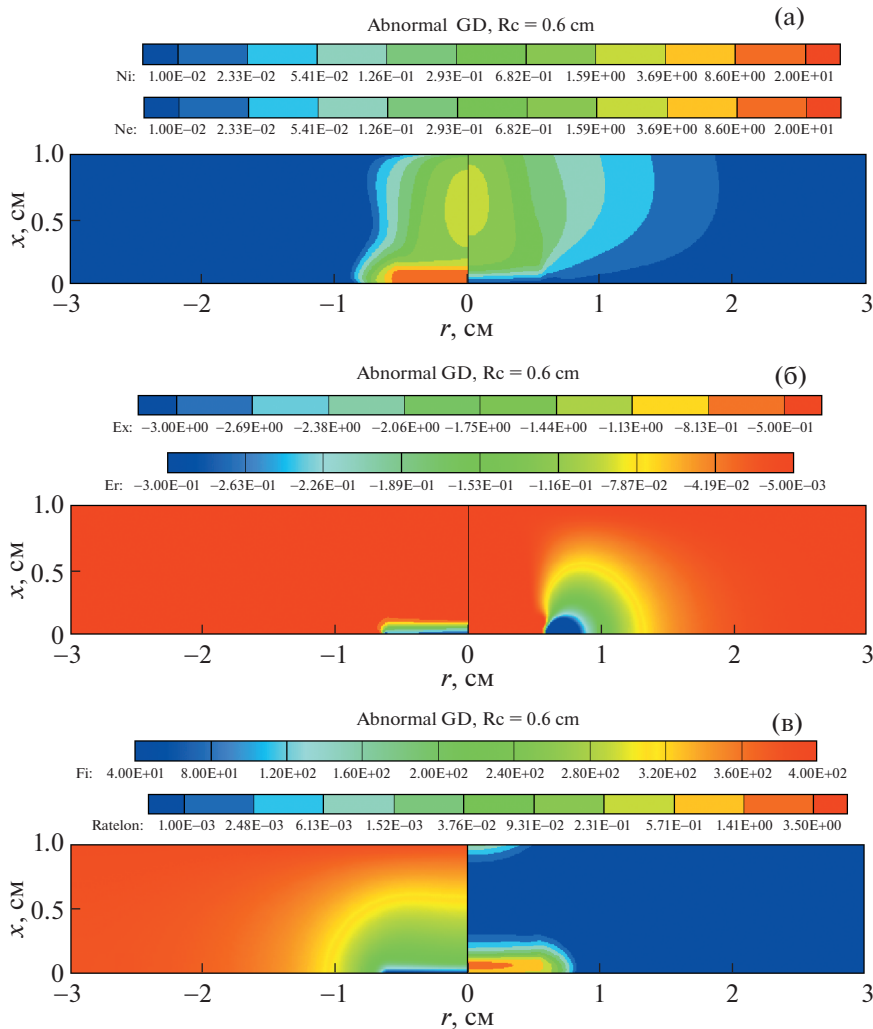 (а)
Abnormal GD, Rc = 0.6 cm
Ni: 1.00E−02 2.33E−02 5.41E−02 1.26E−01 2.93E−01 6.82E−01 1.59E+00 3.69E+00 8.60E+00 2.00E+01
Ne: 1.00E−02 2.33E−02 5.41E−02 1.26E−01 2.93E−01 6.82E−01 1.59E+00 3.69E+00 8.60E+00 2.00E+01
1.0
0.5
0
x, см
−3 −2 −1 0 1 2 3
r, см
(б)
Abnormal GD, Rc = 0.6 cm
Ex: −3.00E+00 −2.69E+00 −2.38E+00 −2.06E+00 −1.75E+00 −1.44E+00 −1.13E+00 −8.13E−01 −5.00E−01
Er: −3.00E−01 −2.63E−01 −2.26E−01 −1.89E−01 −1.53E−01 −1.16E−01 −7.87E−02 −4.19E−02 −5.00E−03
1.0
0.5
0
x, см
−3 −2 −1 0 1 2 3
r, см
(в)
Abnormal GD, Rc = 0.6 cm
Fi: 4.00E+01 8.00E+01 1.20E+02 1.60E+02 2.00E+02 2.40E+02 2.80E+02 3.20E+02 3.60E+02 4.00E+02
RateIon: 1.00E−03 2.48E−03 6.13E−03 1.52E−03 3.76E−02 9.31E−02 2.31E−01 5.71E−01 1.41E+00 3.50E+00
1.0
0.5
0
x, см
−3 −2 −1 0 1 2 3
r, см